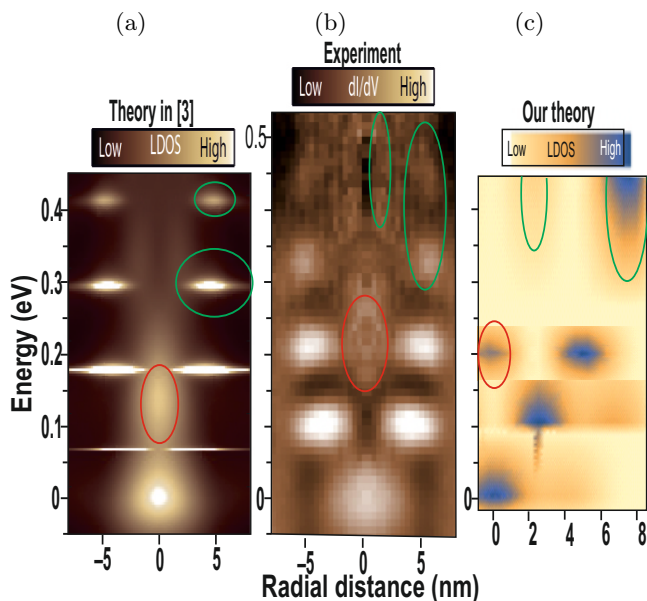 (a) (b) (c)
Experiment
Low dI/dV High
Theory in [3]
Low LDOS High
Our theory
Low LDOS High
0.5
0.4
0.3
0.2
0.1
0
Energy (eV)
0
0
−5 0 5
−5 0 5
0 2 4 6 8
Radial distance (nm)